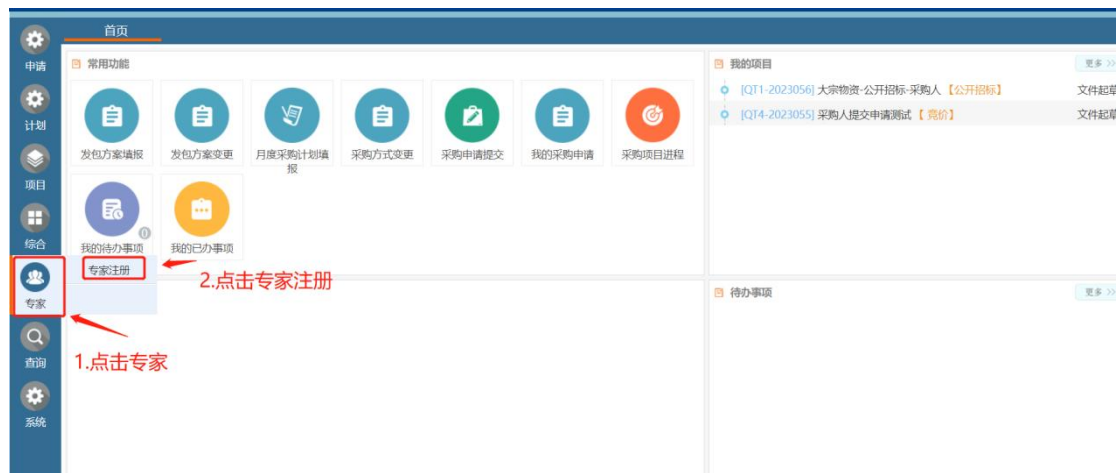 首页
申请
计划
项目
综合
专家
查询
系统
常用功能
发包方案填报
发包方案变更
月度采购计划填
报
采购方式变更
采购申请提交
我的采购申请
采购项目进程
我的待办事项
0
我的已办事项
专家注册
2.点击专家注册
1.点击专家
我的项目
更多 >>
[QT1-2023056] 大宗物资-公开招标-采购人【公开招标】
文件起草
[QT4-2023055] 采购人提交申请测试【 竞价】
文件起草
待办事项
更多 >>